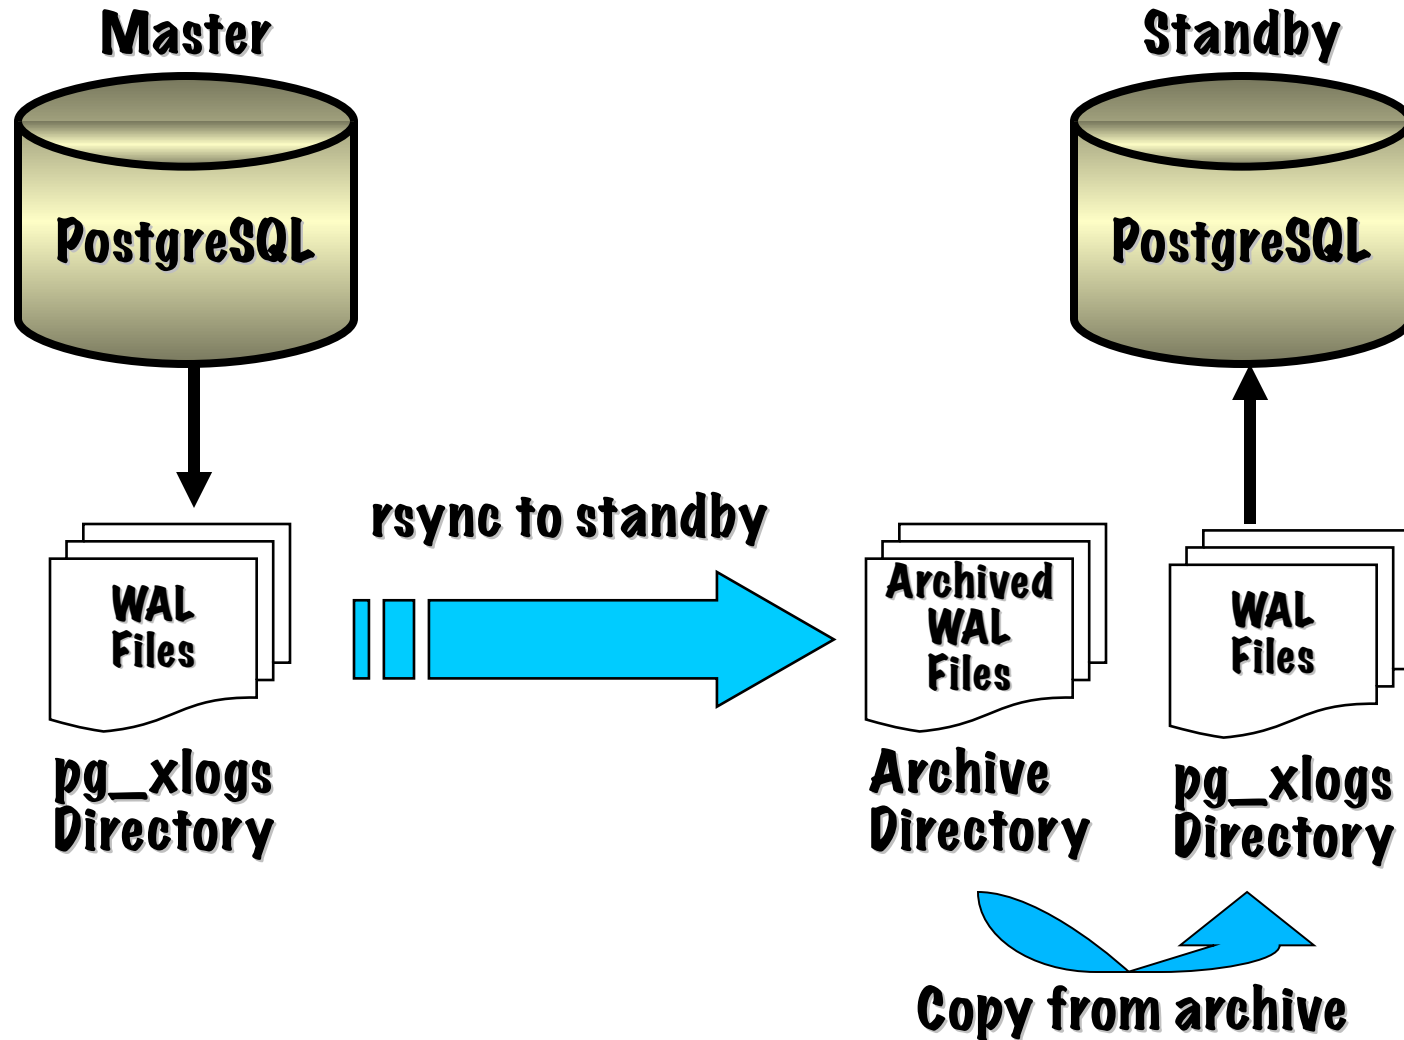 Master
Standby
PostgreSQL
PostgreSQL
rsync to standby
WAL
Files
Archived
WAL
Files
WAL
Files
pg_xlogs
Directory
Archive
Directory
pg_xlogs
Directory
Copy from archive